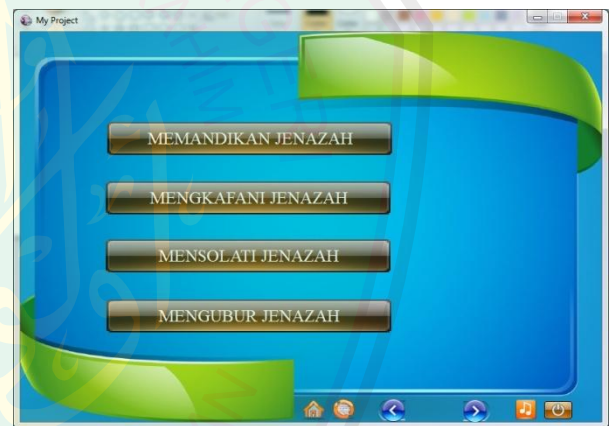 My Project
MEMANDIKAN JENAZAH
MENGKAFANI JENAZAH
MENSOLATI JENAZAH
MENGUBUR JENAZAH